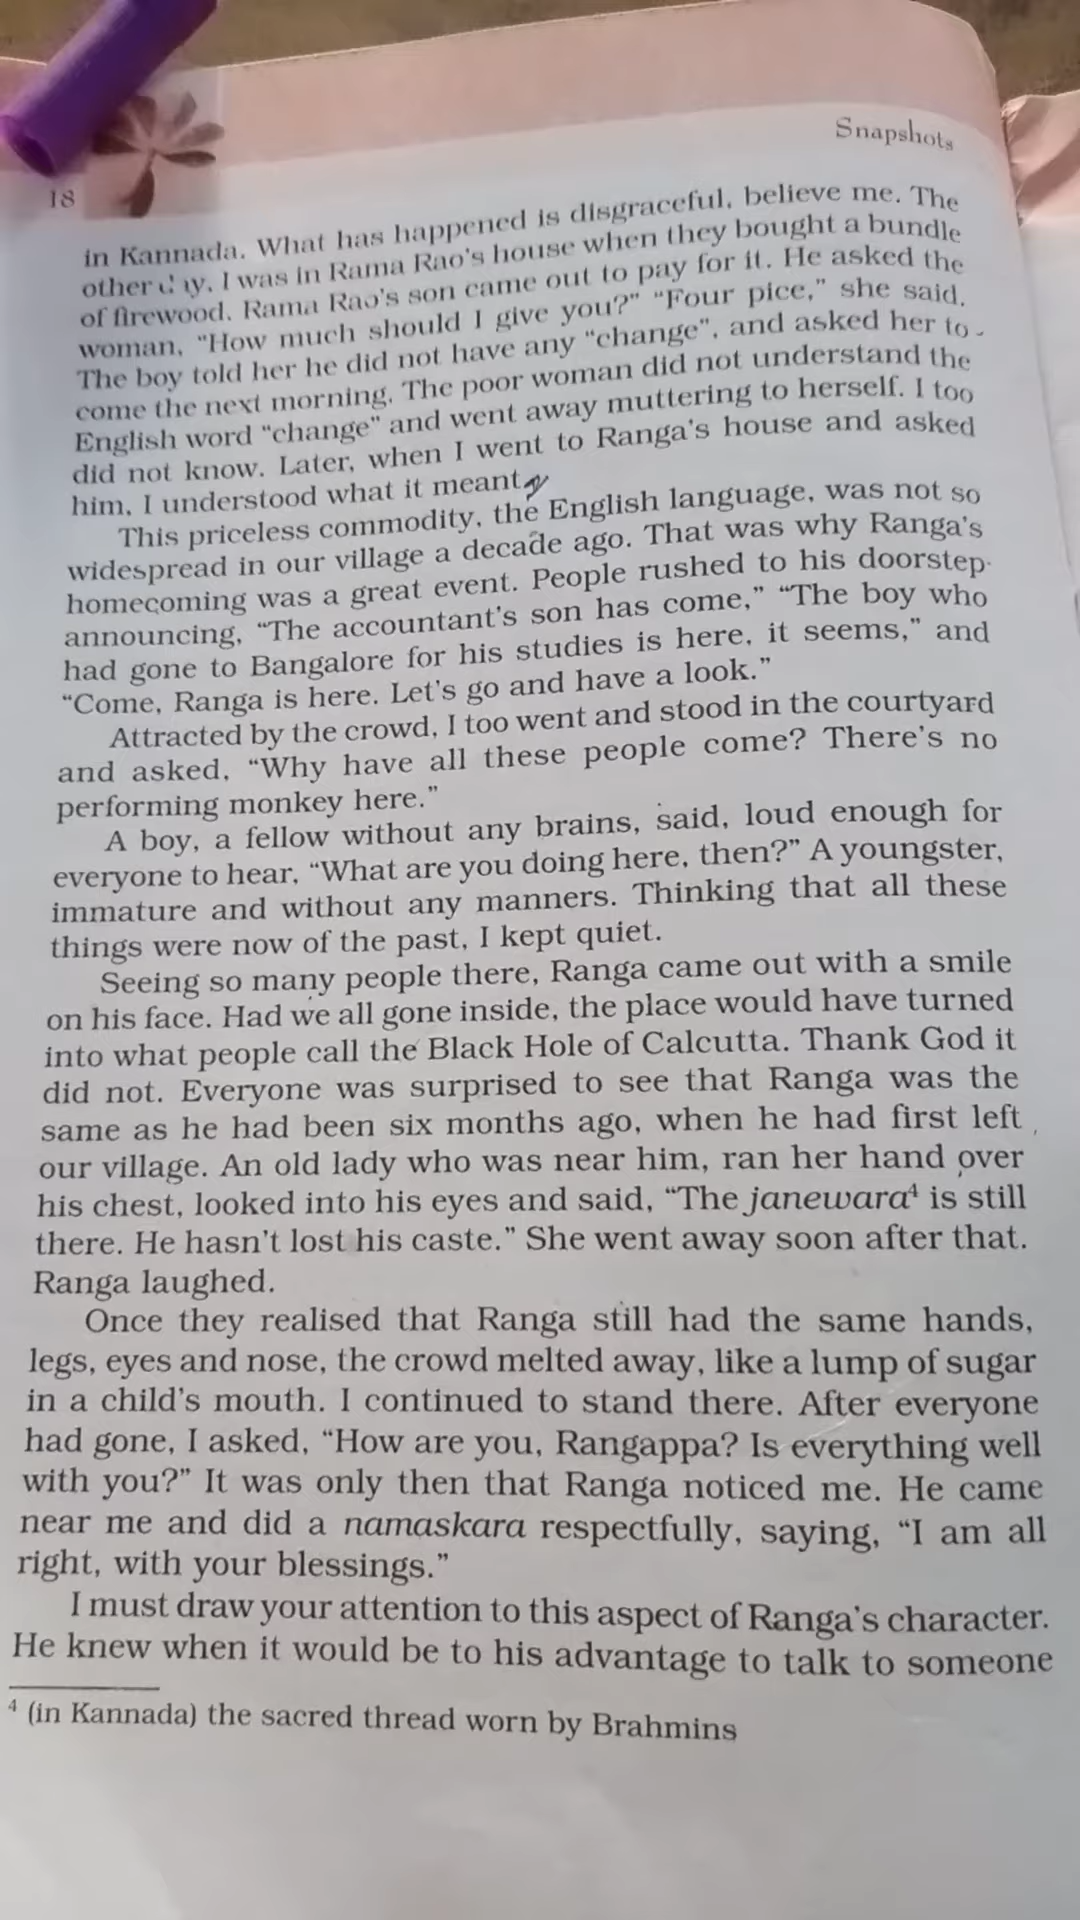 Snapshots
18
in Kannada. What has happened is disgraceful, believe me. The
other day, I was in Rama Rao's house when they bought a bundle
of firewood. Rama Rao's son came out to pay for it. He asked the
woman, “How much should I give you?” “Four pice,” she said.
The boy told her he did not have any “change”, and asked her to
come the next morning. The poor woman did not understand the
English word “change” and went away muttering to herself. I too
did not know. Later, when I went to Ranga's house and asked
him, I understood what it meant.
This priceless commodity, the English language, was not so
widespread in our village a decade ago. That was why Ranga's
homecoming was a great event. People rushed to his doorstep
announcing, “The accountant's son has come,” “The boy who
had gone to Bangalore for his studies is here, it seems,” and
“Come, Ranga is here. Let's go and have a look.”
Attracted by the crowd, I too went and stood in the courtyard
and asked, “Why have all these people come? There's no
performing monkey here.”
A boy, a fellow without any brains, said, loud enough for
everyone to hear, “What are you doing here, then?” A youngster,
immature and without any manners. Thinking that all these
things were now of the past, I kept quiet.
Seeing so many people there, Ranga came out with a smile
on his face. Had we all gone inside, the place would have turned
into what people call the Black Hole of Calcutta. Thank God it
did not. Everyone was surprised to see that Ranga was the
same as he had been six months ago, when he had first left
our village. An old lady who was near him, ran her hand over
his chest, looked into his eyes and said, “The janewara⁴ is still
there. He hasn't lost his caste.” She went away soon after that.
Ranga laughed.
Once they realised that Ranga still had the same hands,
legs, eyes and nose, the crowd melted away, like a lump of sugar
in a child's mouth. I continued to stand there. After everyone
had gone, I asked, “How are you, Rangappa? Is everything well
with you?” It was only then that Ranga noticed me. He came
near me and did a namaskara respectfully, saying, “I am all
right, with your blessings.”
I must draw your attention to this aspect of Ranga's character.
He knew when it would be to his advantage to talk to someone
⁴ (in Kannada) the sacred thread worn by Brahmins